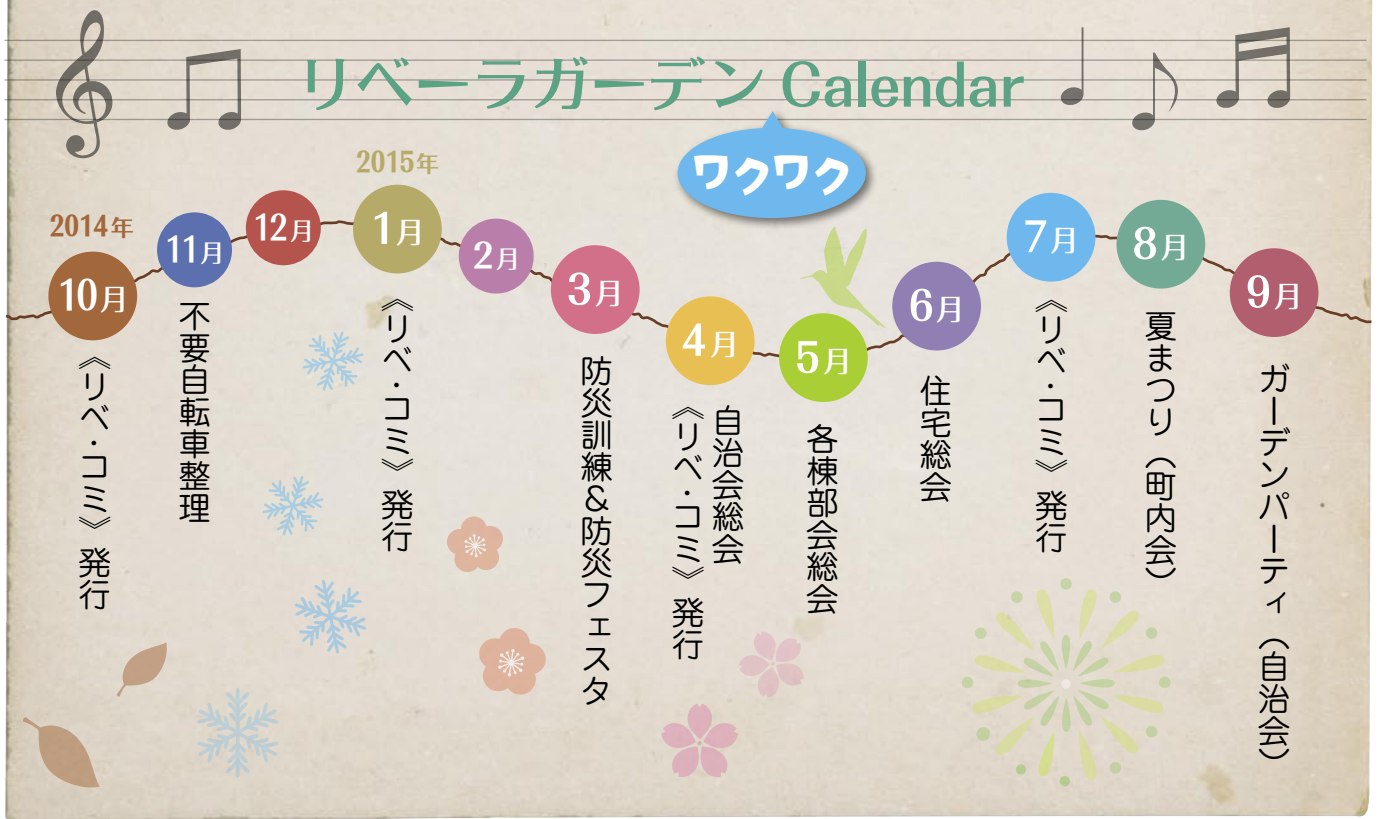 リベーラガーデン Calendar
ワクワク
2014年
10月
《リベ・コミ》発行
11月
不要自転車整理
12月
2015年
1月
《リベ・コミ》発行
2月
3月
防災訓練&防災フェスタ
4月
自治会総会
《リベ・コミ》発行
5月
各棟部会総会
6月
住宅総会
7月
《リベ・コミ》発行
8月
夏まつり（町内会）
9月
ガーデンパーティ（自治会）